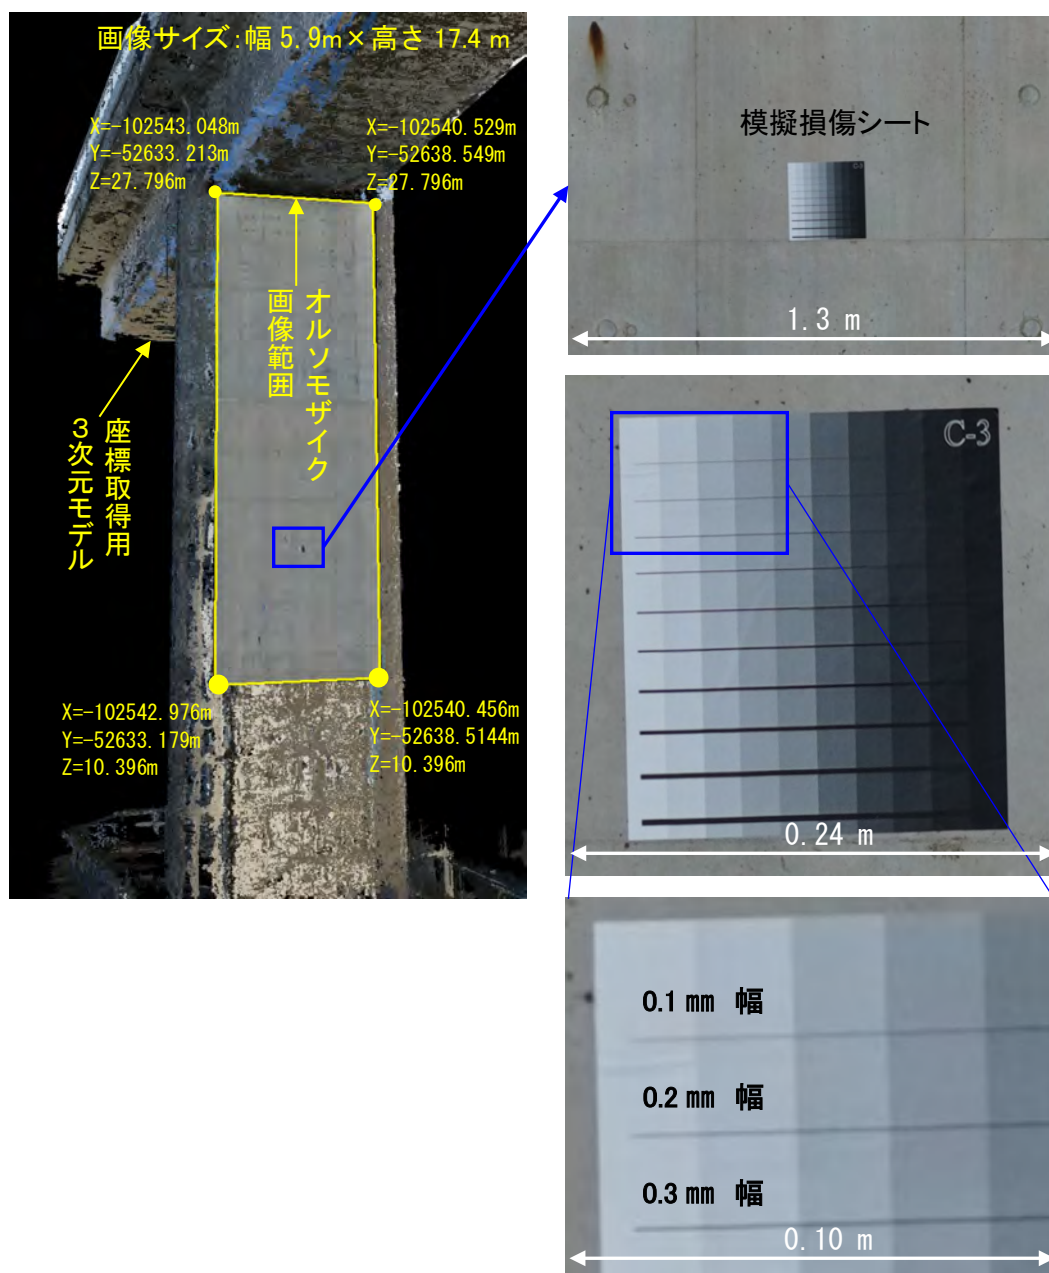 画像サイズ:幅 5.9m×高さ 17.4 m
X=-102543.048m
Y=-52633.213m
Z=27.796m
X=-102540.529m
Y=-52638.549m
Z=27.796m
オルソモザイク
画像範囲
座標取得用
３次元モデル
X=-102542.976m
Y=-52633.179m
Z=10.396m
X=-102540.456m
Y=-52638.5144m
Z=10.396m
模擬損傷シート
C-3
1.3 m
C-3
0.24 m
0.1 ㎜ 幅
0.2 ㎜ 幅
0.3 ㎜ 幅
0.10 m